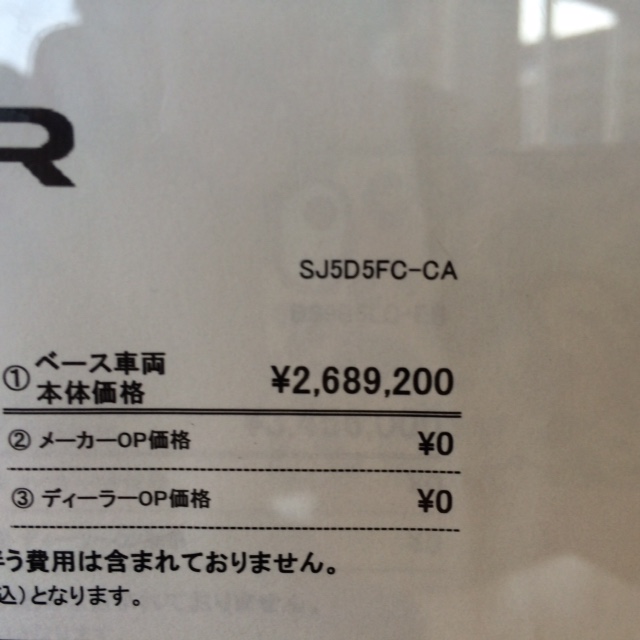 R
SJ5D5FC-CA
① ベース車両
本体価格 ¥2,689,200
② メーカーOP価格 ¥0
③ ディーラーOP価格 ¥0
う費用は含まれておりません。
込)となります。